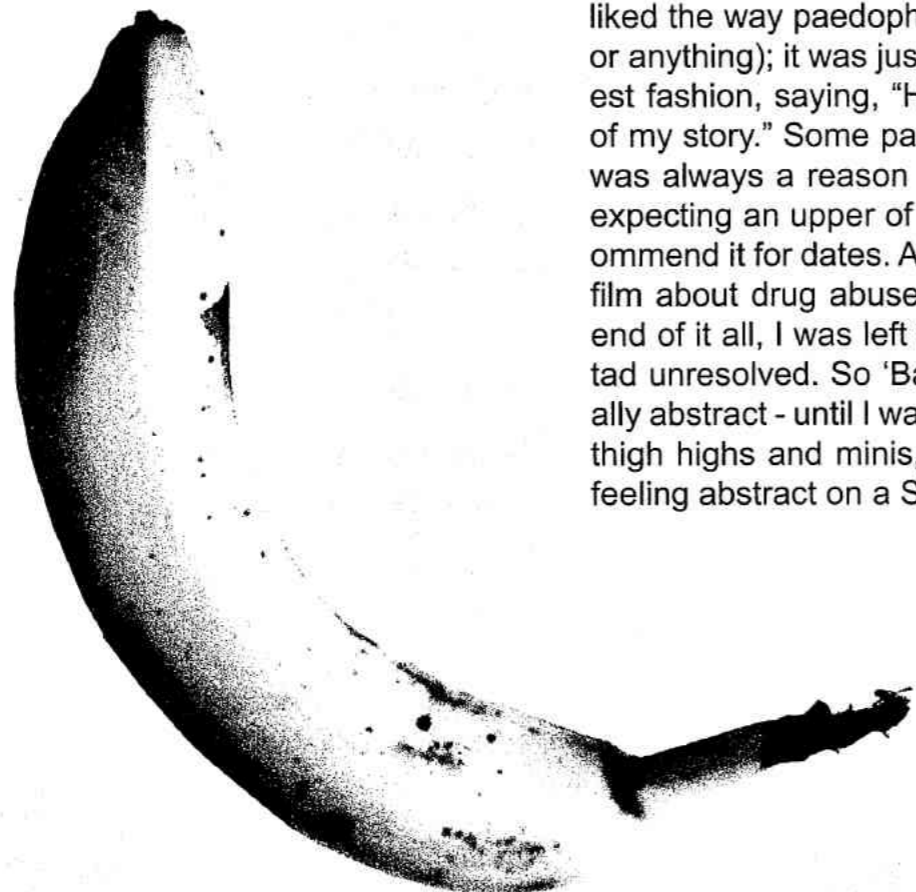 liked the way paedoph
or anything); it was jus
est fashion, saying, “H
of my story.” Some pa
was always a reason
expecting an upper of
ommend it for dates. A
film about drug abuse
end of it all, I was left
tad unresolved. So ‘Ba
ally abstract - until I wa
thigh highs and minis,
feeling abstract on a S